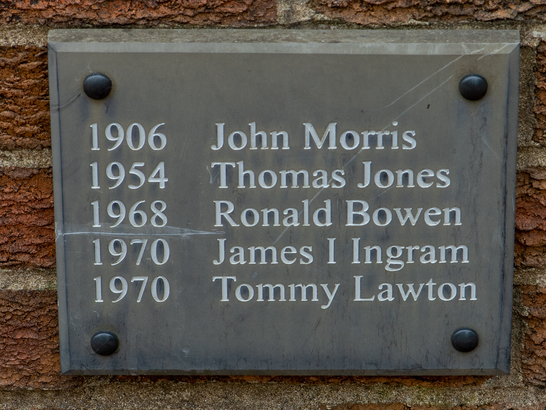 1906 John Morris
1954 Thomas Jones
1968 Ronald Bowen
1970 James I Ingram
1970 Tommy Lawton